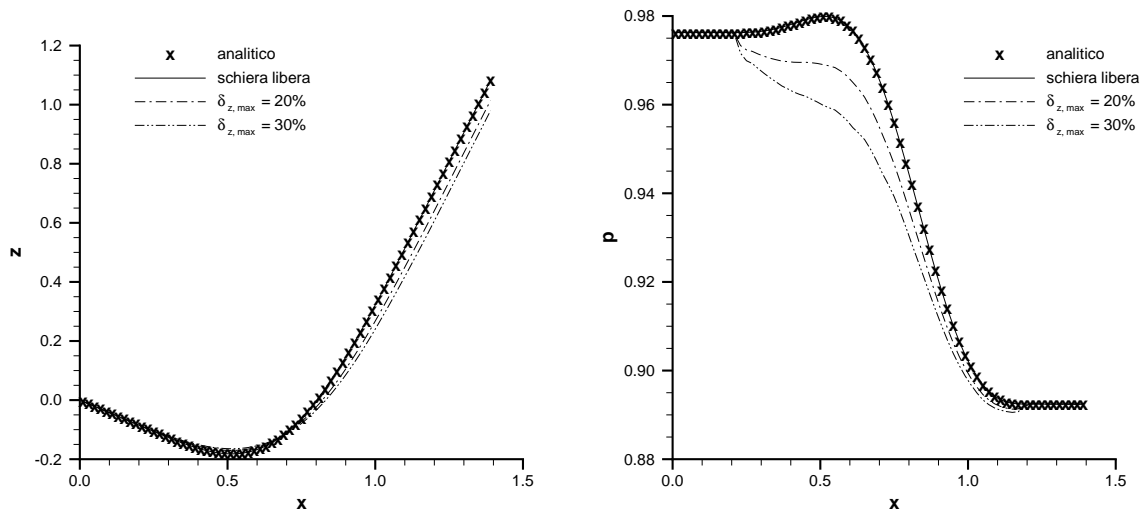 x analitico
schiera libera
δz, max = 20%
δz, max = 30%
1.2
1.0
0.8
0.6
0.4
0.2
0.0
-0.2
z
0.0 0.5 1.0 1.5
x
x analitico
schiera libera
δz, max = 20%
δz, max = 30%
0.98
0.96
0.94
0.92
0.90
0.88
p
0.0 0.5 1.0 1.5
x